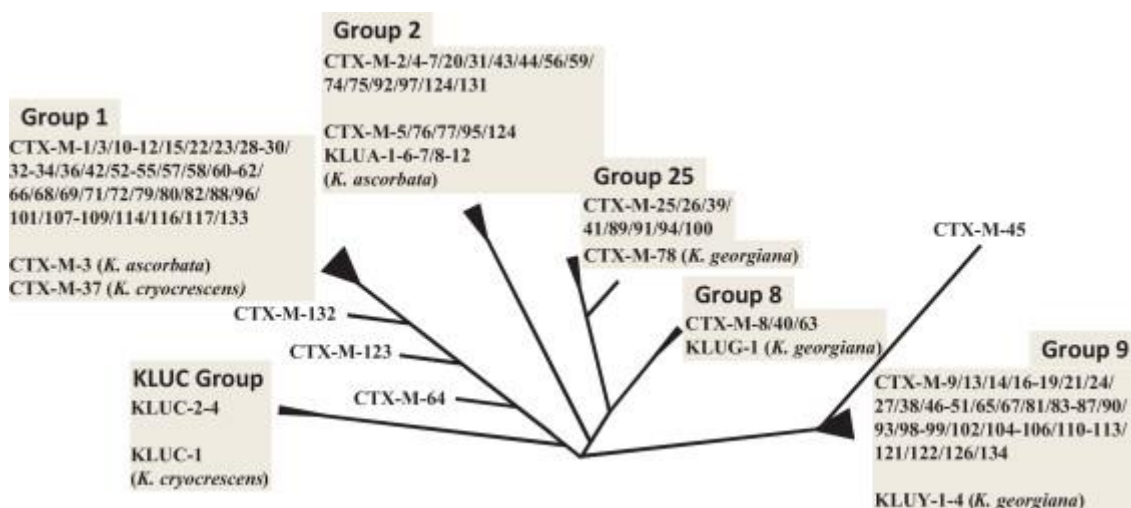 Group 1
CTX-M-1/3/10-12/15/22/23/28-30/
32-34/36/42/52-55/57/58/60-62/
66/68/69/71/72/79/80/82/88/96/
101/107-109/114/116/117/133
CTX-M-3 (K. ascorbata)
CTX-M-37 (K. cryocrescens)
Group 2
CTX-M-2/4-7/20/31/43/44/56/59/
74/75/92/97/124/131
CTX-M-5/76/77/95/124
KLUA-1-6-7/8-12
(K. ascorbata)
Group 25
CTX-M-25/26/39/
41/89/91/94/100
CTX-M-78 (K. georgiana)
Group 8
CTX-M-8/40/63
KLUG-1 (K. georgiana)
CTX-M-45
Group 9
CTX-M-9/13/14/16-19/21/24/
27/38/46-51/65/67/81/83-87/90/
93/98-99/102/104-106/110-113/
121/122/126/134
KLUY-1-4 (K. georgiana)
CTX-M-132
CTX-M-123
CTX-M-64
KLUC Group
KLUC-2-4
KLUC-1
(K. cryocrescens)